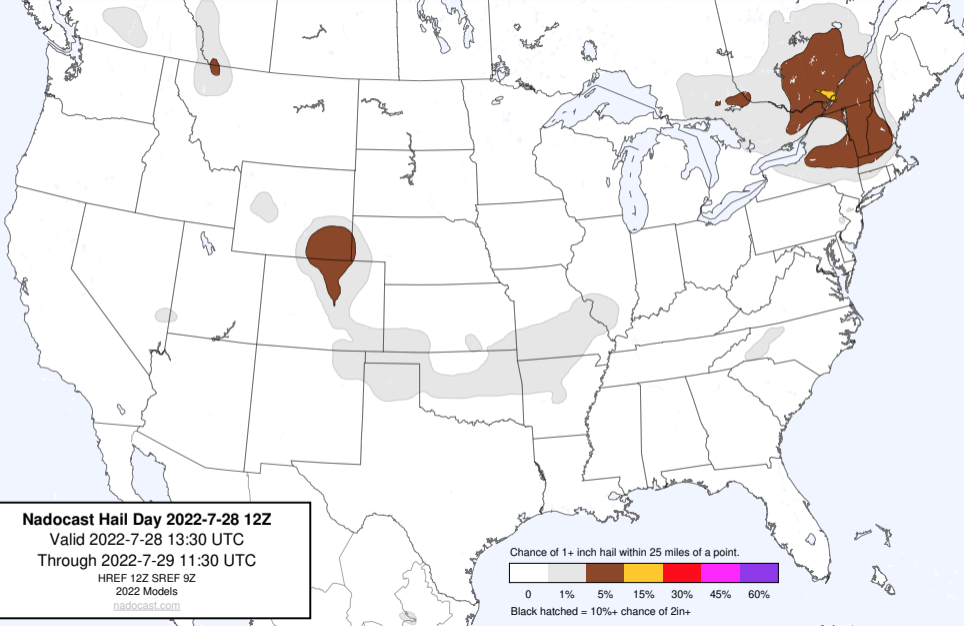 Nadocast Hail Day 2022-7-28 12Z
Valid 2022-7-28 13:30 UTC
Through 2022-7-29 11:30 UTC
HREF 12Z SREF 9Z
2022 Models
nadocast.com
Chance of 1+ inch hail within 25 miles of a point.
0 1% 5% 15% 30% 45% 60%
Black hatched = 10%+ chance of 2in+